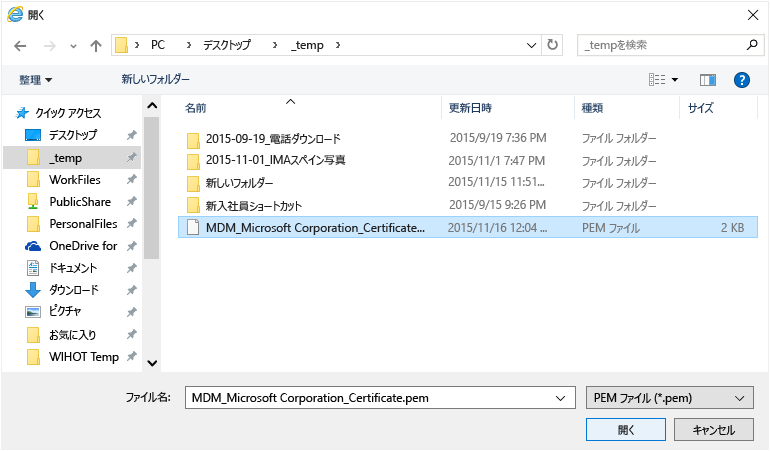 開く
PC > デスクトップ > _temp >
_tempを検索
整理 新しいフォルダー
名前 更新日時 種類 サイズ
クイック アクセス
デスクトップ
_temp
WorkFiles
PublicShare
PersonalFiles
OneDrive for
ドキュメント
ダウンロード
ピクチャ
お気に入り
WIHOT Temp
2015-09-19_電話ダウンロード 2015/9/19 7:36 PM ファイル フォルダー
2015-11-01_IMAスペイン写真 2015/11/1 7:47 PM ファイル フォルダー
新しいフォルダー 2015/11/15 11:51... ファイル フォルダー
新入社員ショートカット 2015/9/15 9:26 PM ファイル フォルダー
MDM_Microsoft Corporation_Certificate... 2015/11/16 12:04 ... PEM ファイル 2 KB
ファイル名: MDM_Microsoft Corporation_Certificate.pem PEM ファイル (*.pem)
開く キャンセル